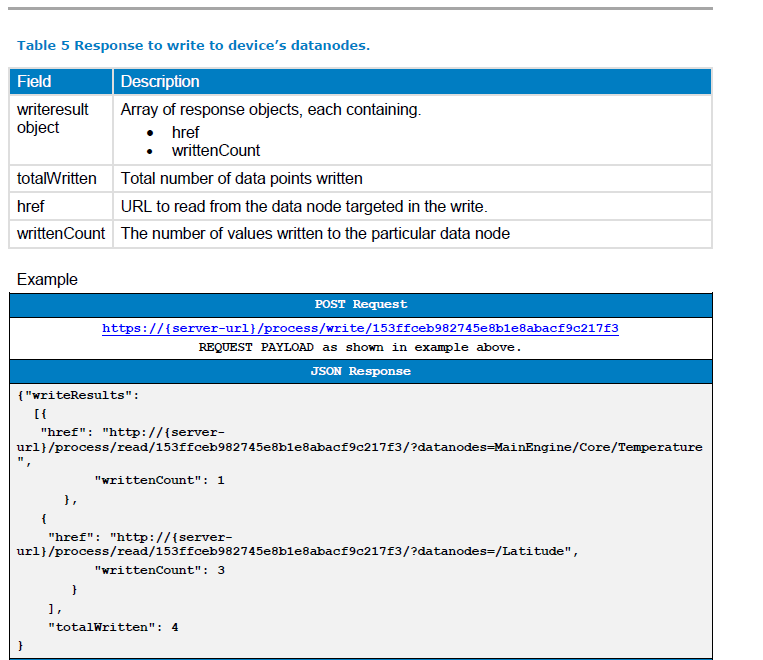 Table 5 Response to write to device’s datanodes.
Field Description
writeresult Array of response objects, each containing.
object
• href
• writtenCount
totalWritten Total number of data points written
href URL to read from the data node targeted in the write.
writtenCount The number of values written to the particular data node
Example
POST Request
https://{server-url}/process/write/153ffceb982745e8b1e8abacf9c217f3
REQUEST PAYLOAD as shown in example above.
JSON Response
{"writeResults":
[{
"href": "http://{server-
url}/process/read/153ffceb982745e8b1e8abacf9c217f3/?datanodes=MainEngine/Core/Temperature
",
"writtenCount": 1
},
{
"href": "http://{server-
url}/process/read/153ffceb982745e8b1e8abacf9c217f3/?datanodes=/Latitude",
"writtenCount": 3
}
],
"totalWritten": 4
}